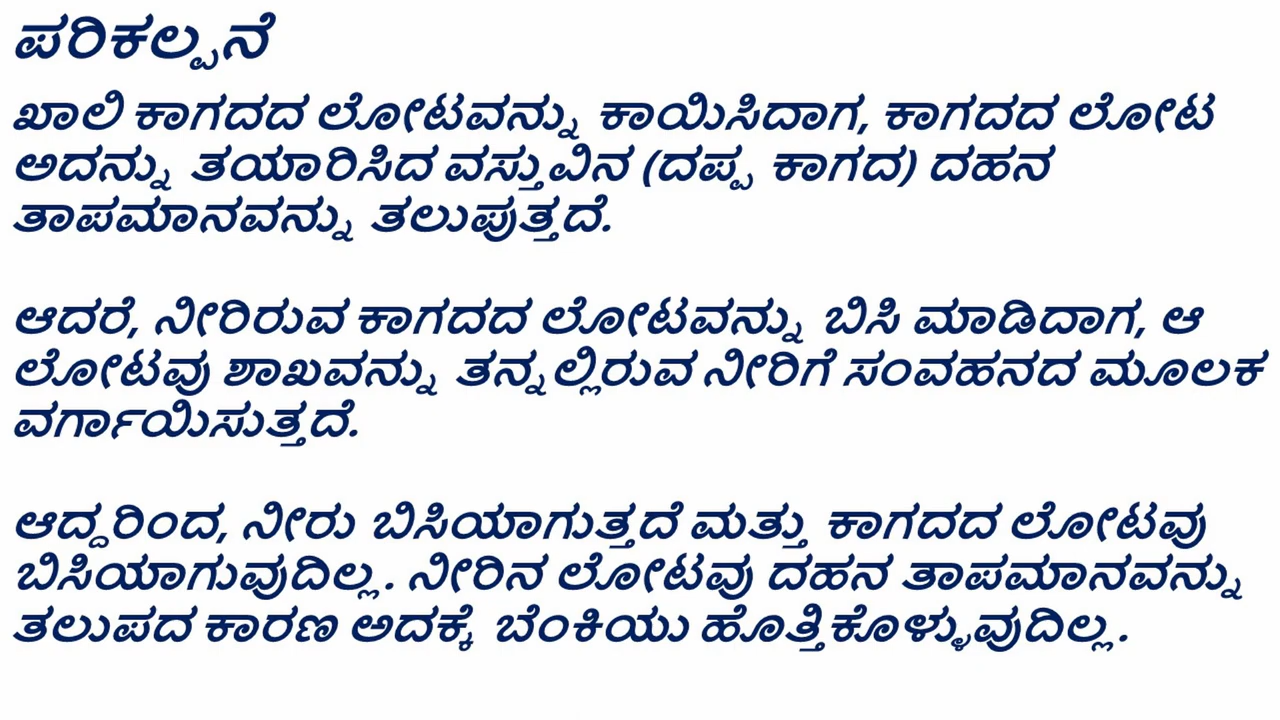 ಪರಿಕಲ್ಪನೆ
ಖಾಲಿ ಕಾಗದದ ಲೋಟವನ್ನು ಕಾಯಿಸಿದಾಗ, ಕಾಗದದ ಲೋಟ
ಅದನ್ನು ತಯಾರಿಸಿದ ವಸ್ತುವಿನ (ದಪ್ಪ ಕಾಗದ) ದಹನ
ತಾಪಮಾನವನ್ನು ತಲುಪುತ್ತದೆ.
ಆದರೆ, ನೀರಿರುವ ಕಾಗದದ ಲೋಟವನ್ನು ಬಿಸಿ ಮಾಡಿದಾಗ, ಆ
ಲೋಟವು ಶಾಖವನ್ನು ತನ್ನಲ್ಲಿರುವ ನೀರಿಗೆ ಸಂವಹನದ ಮೂಲಕ
ವರ್ಗಾಯಿಸುತ್ತದೆ.
ಆದ್ದರಿಂದ, ನೀರು ಬಿಸಿಯಾಗುತ್ತದೆ ಮತ್ತು ಕಾಗದದ ಲೋಟವು
ಬಿಸಿಯಾಗುವುದಿಲ್ಲ. ನೀರಿನ ಲೋಟವು ದಹನ ತಾಪಮಾನವನ್ನು
ತಲುಪದ ಕಾರಣ ಅದಕ್ಕೆ ಬೆಂಕಿಯು ಹೊತ್ತಿಕೊಳ್ಳುವುದಿಲ್ಲ.